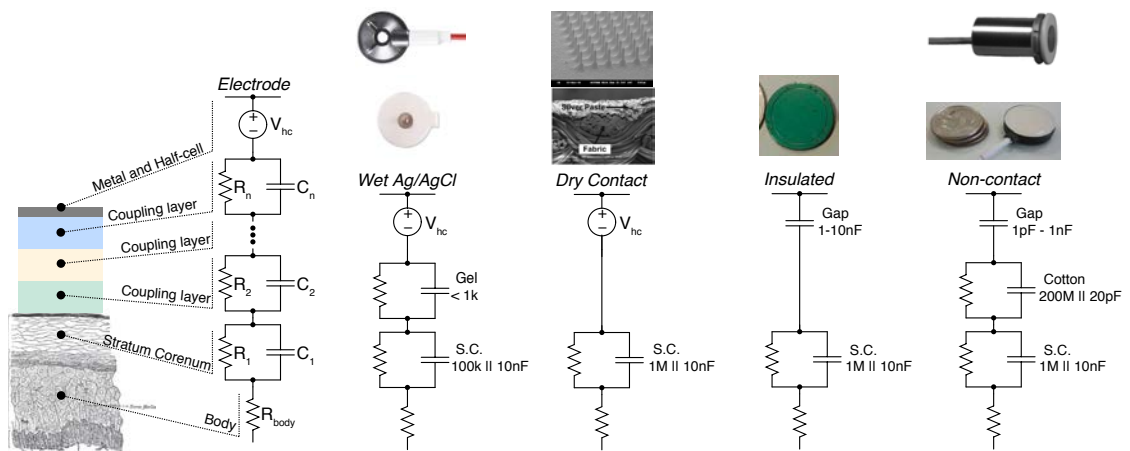 Electrode
V_hc
Metal and Half-cell
R_n
C_n
Coupling layer
Coupling layer
R_2
C_2
Coupling layer
Stratum Corenum
R_1
C_1
Body
R_body
Wet Ag/AgCl
V_hc
Gel
< 1k
S.C.
100k || 10nF
Silver Paste
Fabric
Dry Contact
V_hc
S.C.
1M || 10nF
Insulated
Gap
1-10nF
S.C.
1M || 10nF
Non-contact
Gap
1pF - 1nF
Cotton
200M || 20pF
S.C.
1M || 10nF